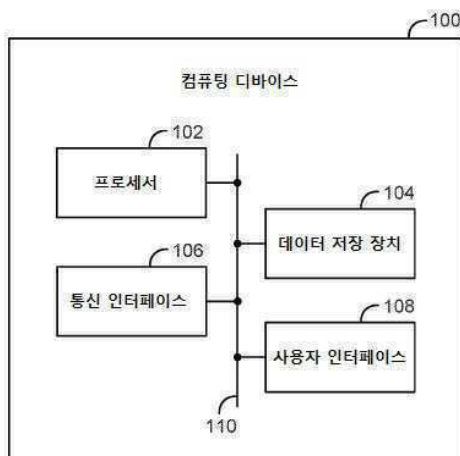 100
컴퓨팅 디바이스
102
프로세서
104
데이터 저장 장치
106
통신 인터페이스
108
사용자 인터페이스
110